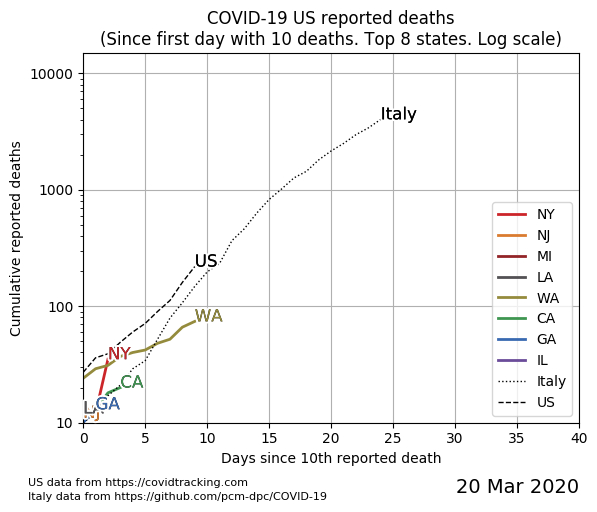 COVID-19 US reported deaths
(Since first day with 10 deaths. Top 8 states. Log scale)
Cumulative reported deaths
10000
1000
100
10
Italy
US
WA
NY
CA
GA
NY
NJ
MI
LA
WA
CA
GA
IL
Italy
US
0 5 10 15 20 25 30 35 40
Days since 10th reported death
US data from https://covidtracking.com
Italy data from https://github.com/pcm-dpc/COVID-19
20 Mar 2020